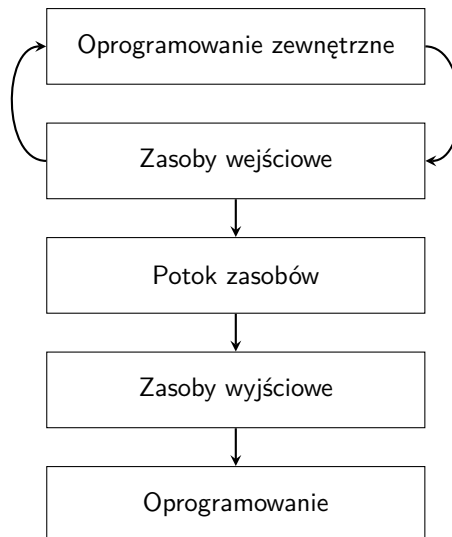 Oprogramowanie zewnętrzne
Zasoby wejściowe
Potok zasobów
Zasoby wyjściowe
Oprogramowanie